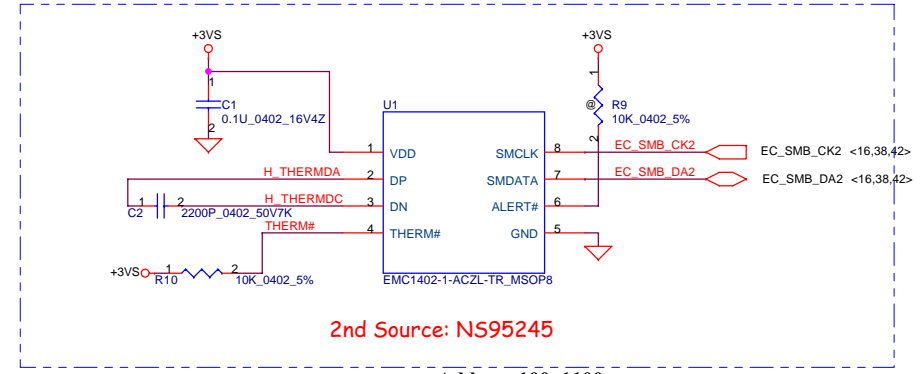 +3VS
+3VS
1
C1
0.1U_0402_16V4Z
2
U1
1
@
R9
10K_0402_5%
2
1 VDD
SMCLK 8 EC_SMB_CK2
EC_SMB_CK2 <16,38,42>
H_THERMDA 2 DP
SMDATA 7 EC_SMB_DA2
EC_SMB_DA2 <16,38,42>
H_THERMDC 3 DN
ALERT# 6
C2 1 2 2200P_0402_50V7K
THERM# 4 THERM#
GND 5
+3VS 1 2
R10 10K_0402_5%
EMC1402-1-ACZL-TR_MSOP8
2nd Source: NS95245